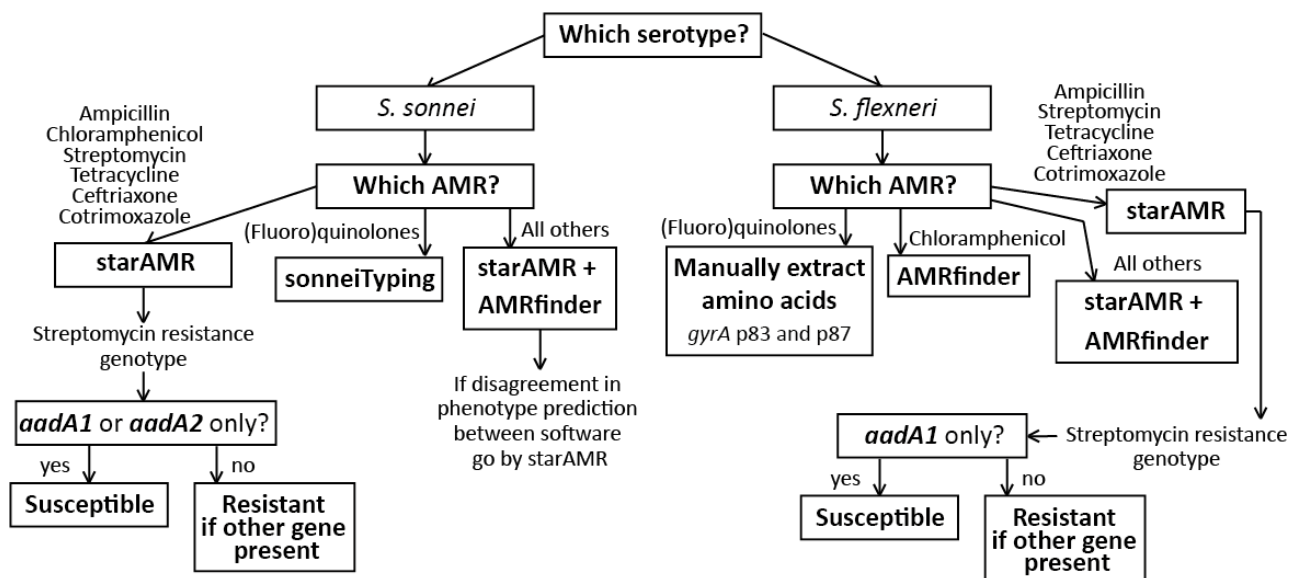 Which serotype?
S. sonnei
S. flexneri
Ampicillin
Chloramphenicol
Streptomycin
Tetracycline
Ceftriaxone
Cotrimoxazole
Ampicillin
Streptomycin
Tetracycline
Ceftriaxone
Cotrimoxazole
Which AMR?
Which AMR?
starAMR
(Fluoro)quinolones
sonneiTyping
All others
starAMR +
AMRfinder
(Fluoro)quinolones
Manually extract
amino acids
gyrA p83 and p87
Chloramphenicol
AMRfinder
starAMR
All others
starAMR +
AMRfinder
Streptomycin resistance
genotype
If disagreement in
phenotype prediction
between software
go by starAMR
aadA1 or aadA2 only?
yes
no
Susceptible
Resistant
if other gene
present
aadA1 only?
Streptomycin resistance
genotype
yes
no
Susceptible
Resistant
if other gene
present